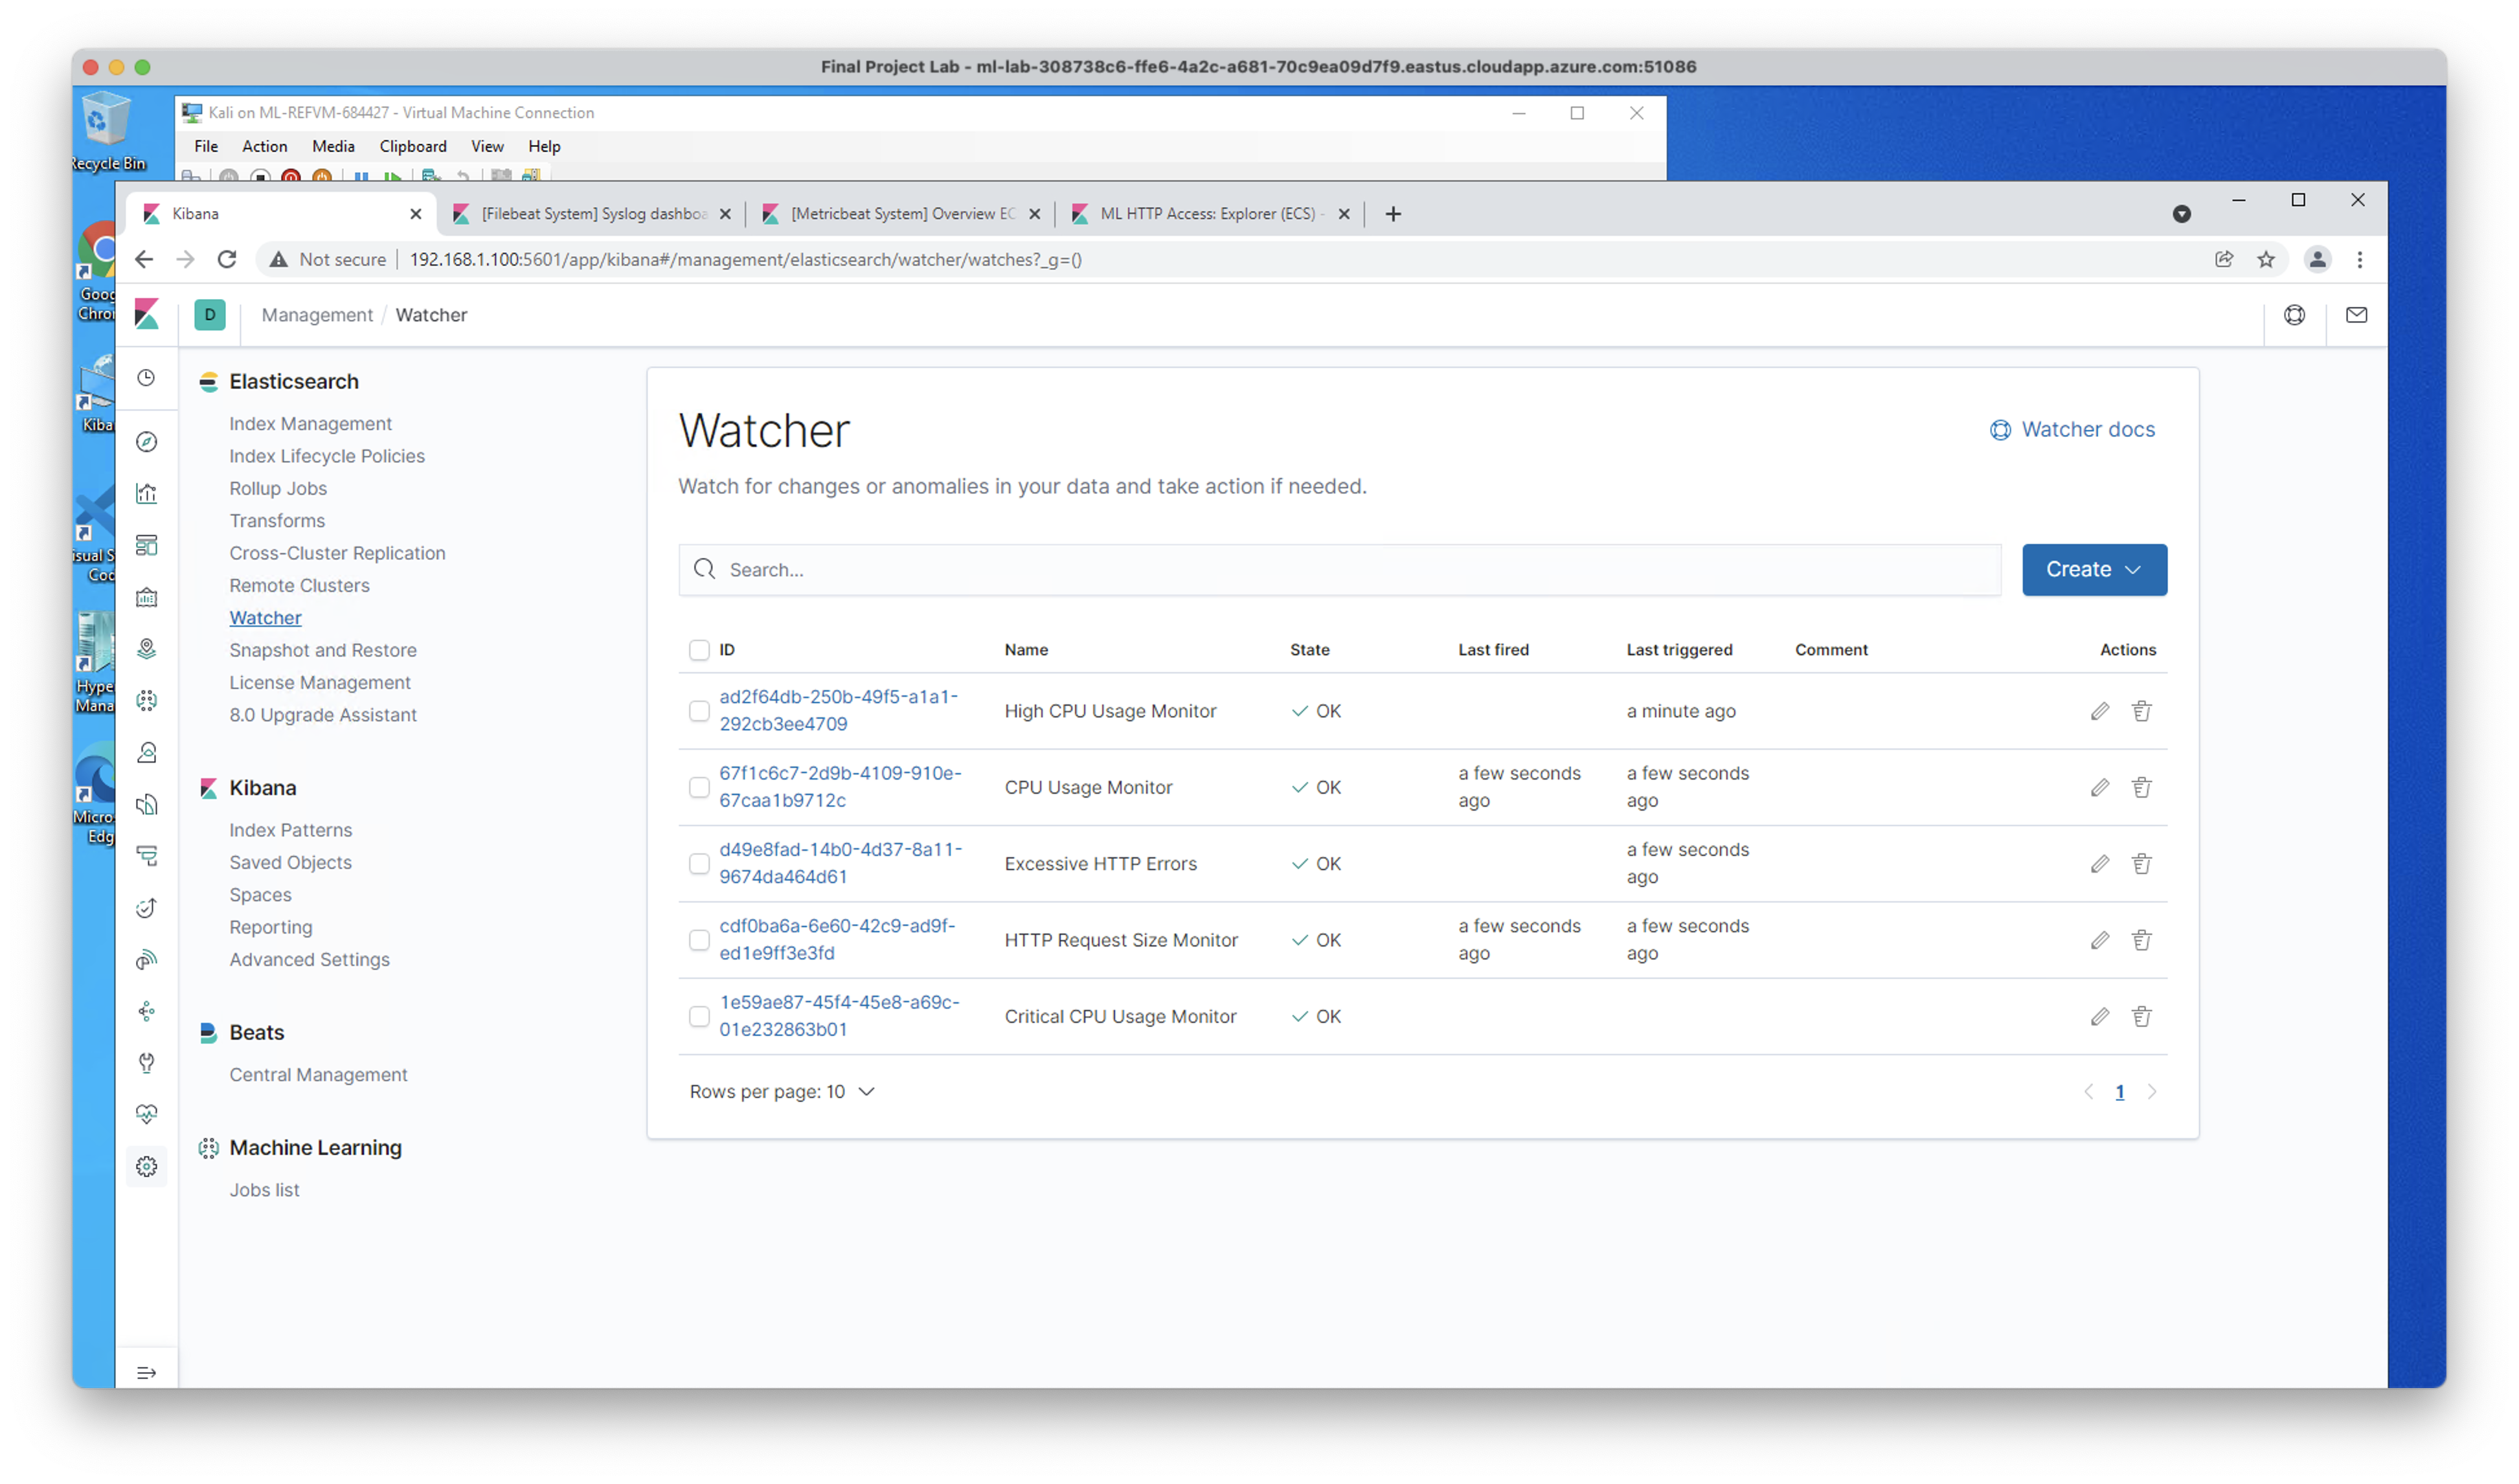 Final Project Lab - ml-lab-308738c6-ffe6-4a2c-a681-70c9ea09d7f9.eastus.cloudapp.azure.com:51086
Recycle Bin
Kali on ML-REFVM-684427 - Virtual Machine Connection
File Action Media Clipboard View Help
Kibana
[Filebeat System] Syslog dashboa
[Metricbeat System] Overview EC
ML HTTP Access: Explorer (ECS) -
Not secure
192.168.1.100:5601/app/kibana#/management/elasticsearch/watcher/watches?_g=()
Goog
Chro
Kiba
isual S
Coc
Hype
Mana
Micro
Edg
D
Management / Watcher
Elasticsearch
Index Management
Index Lifecycle Policies
Rollup Jobs
Transforms
Cross-Cluster Replication
Remote Clusters
Watcher
Snapshot and Restore
License Management
8.0 Upgrade Assistant
Kibana
Index Patterns
Saved Objects
Spaces
Reporting
Advanced Settings
Beats
Central Management
Machine Learning
Jobs list
Watcher
Watcher docs
Watch for changes or anomalies in your data and take action if needed.
Search...
Create
ID Name State Last fired Last triggered Comment Actions
ad2f64db-250b-49f5-a1a1-
292cb3ee4709
High CPU Usage Monitor
OK
a minute ago
67f1c6c7-2d9b-4109-910e-
67caa1b9712c
CPU Usage Monitor
OK
a few seconds
ago
a few seconds
ago
d49e8fad-14b0-4d37-8a11-
9674da464d61
Excessive HTTP Errors
OK
a few seconds
ago
cdf0ba6a-6e60-42c9-ad9f-
ed1e9ff3e3fd
HTTP Request Size Monitor
OK
a few seconds
ago
a few seconds
ago
1e59ae87-45f4-45e8-a69c-
01e232863b01
Critical CPU Usage Monitor
OK
Rows per page: 10
1